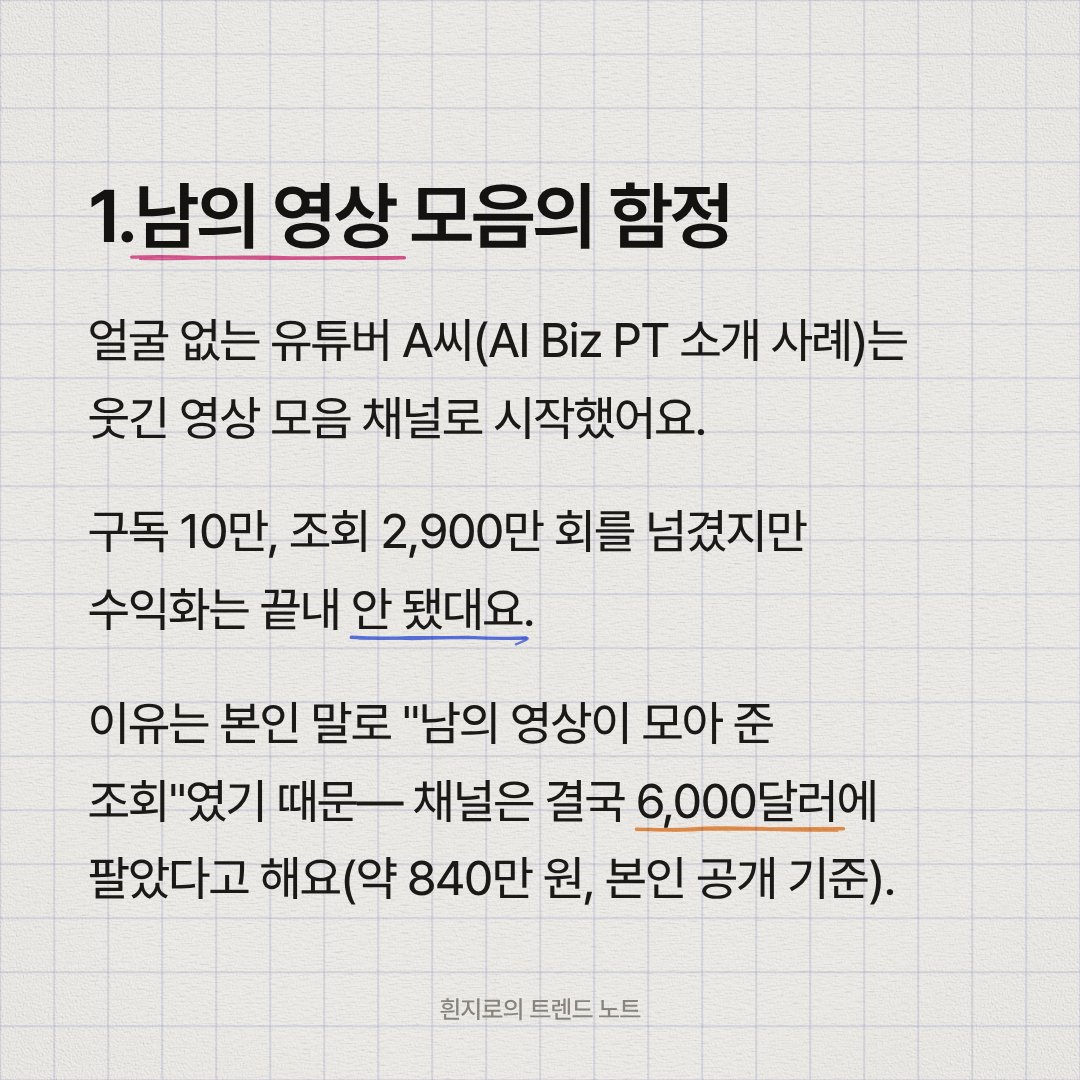 1.남의 영상 모음의 함정
얼굴 없는 유튜버 A씨(AI Biz PT 소개 사례)는
웃긴 영상 모음 채널로 시작했어요.
구독 10만, 조회 2,900만 회를 넘겼지만
수익화는 끝내 안 됐대요.
이유는 본인 말로 "남의 영상이 모아 준
조회"였기 때문— 채널은 결국 6,000달러에
팔았다고 해요(약 840만 원, 본인 공개 기준).
흰지로의 트렌드 노트